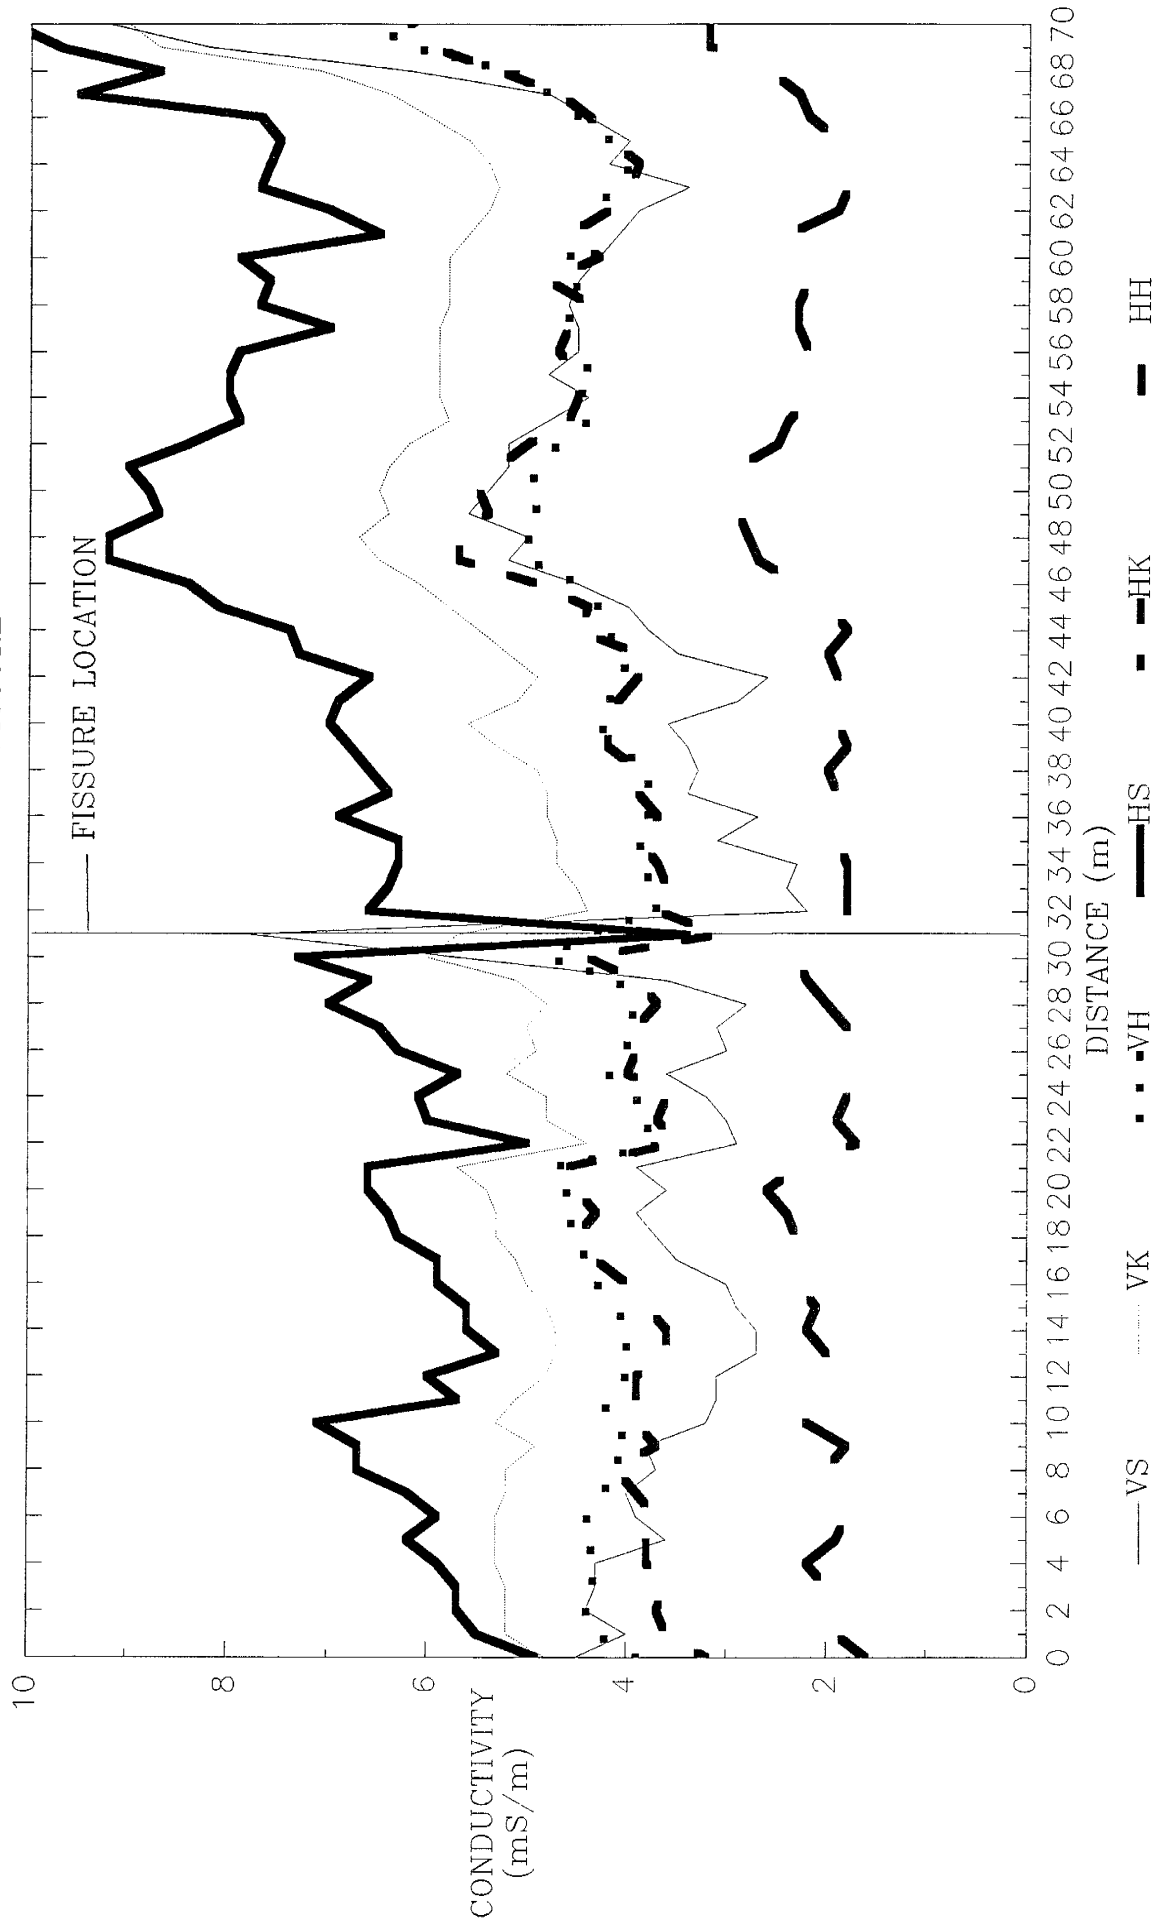 FISSURE LOCATION
10
8
6
4
2
0
CONDUCTIVITY
(mS/m)
0 2 4 6 8 10 12 14 16 18 20 22 24 26 28 30 32 34 36 38 40 42 44 46 48 50 52 54 56 58 60 62 64 66 68 70
DISTANCE (m)
VS VK VH HS HK HH